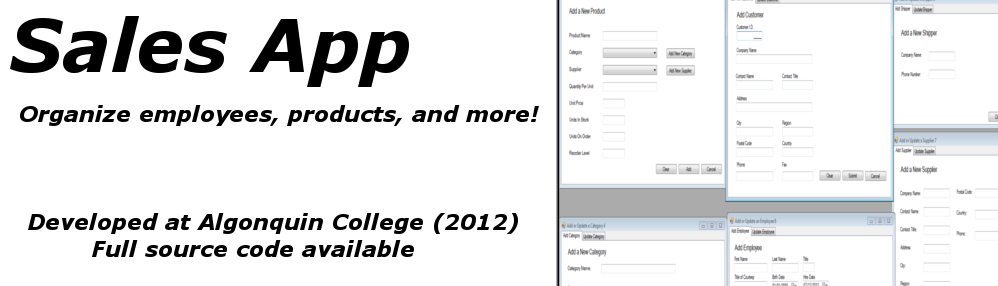 Sales App
Organize employees, products, and more!
Developed at Algonquin College (2012)
Full source code available
Add a New Product
Product Name
Category
Add New Category
Supplier
Add New Supplier
Quantity Per Unit
Unit Price
Units In Stock
Units On Order
Reorder Level
Clear Add Cancel
Add Customer
Customer I.D.
Company Name
Contact Name Contact Title
Address
City Region
Postal Code Country
Phone Fax
Clear Submit Cancel
Add Shipper Update Shipper
Add a New Shipper
Company Name
Phone Number
Add or Update a Supplier
Add Supplier Update Supplier
Add a New Supplier
Company Name Postal Code
Contact Name Country
Contact Title Phone
Address
City
Region
Add or Update a Category
Add Category Update Category
Add a New Category
Category Name
Add or Update an Employee
Add Employee Update Employee
Add Employee
First Name Last Name Title
Title of Courtesy Birth Date Hire Date